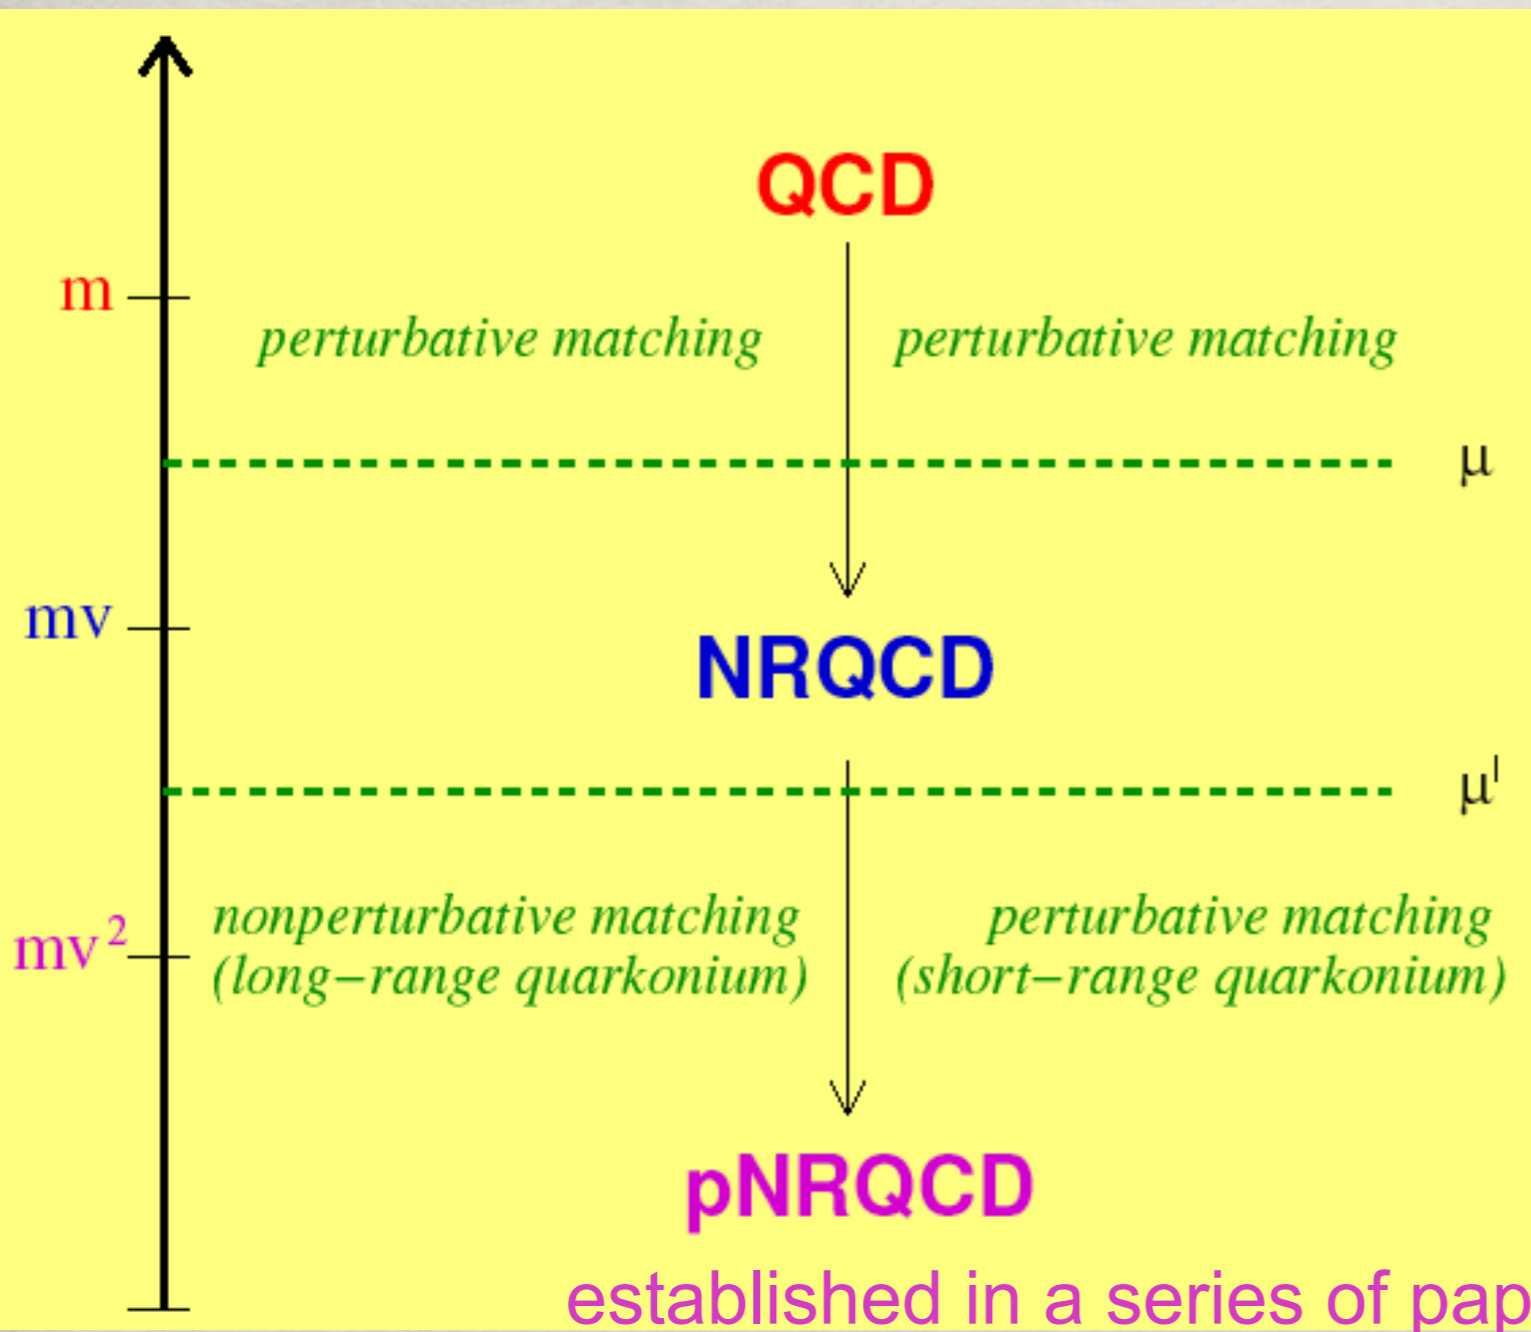 QCD
m
perturbative matching perturbative matching
μ
mv
NRQCD
μ'
nonperturbative matching perturbative matching
mv²
(long−range quarkonium) (short−range quarkonium)
pNRQCD
established in a series of pap